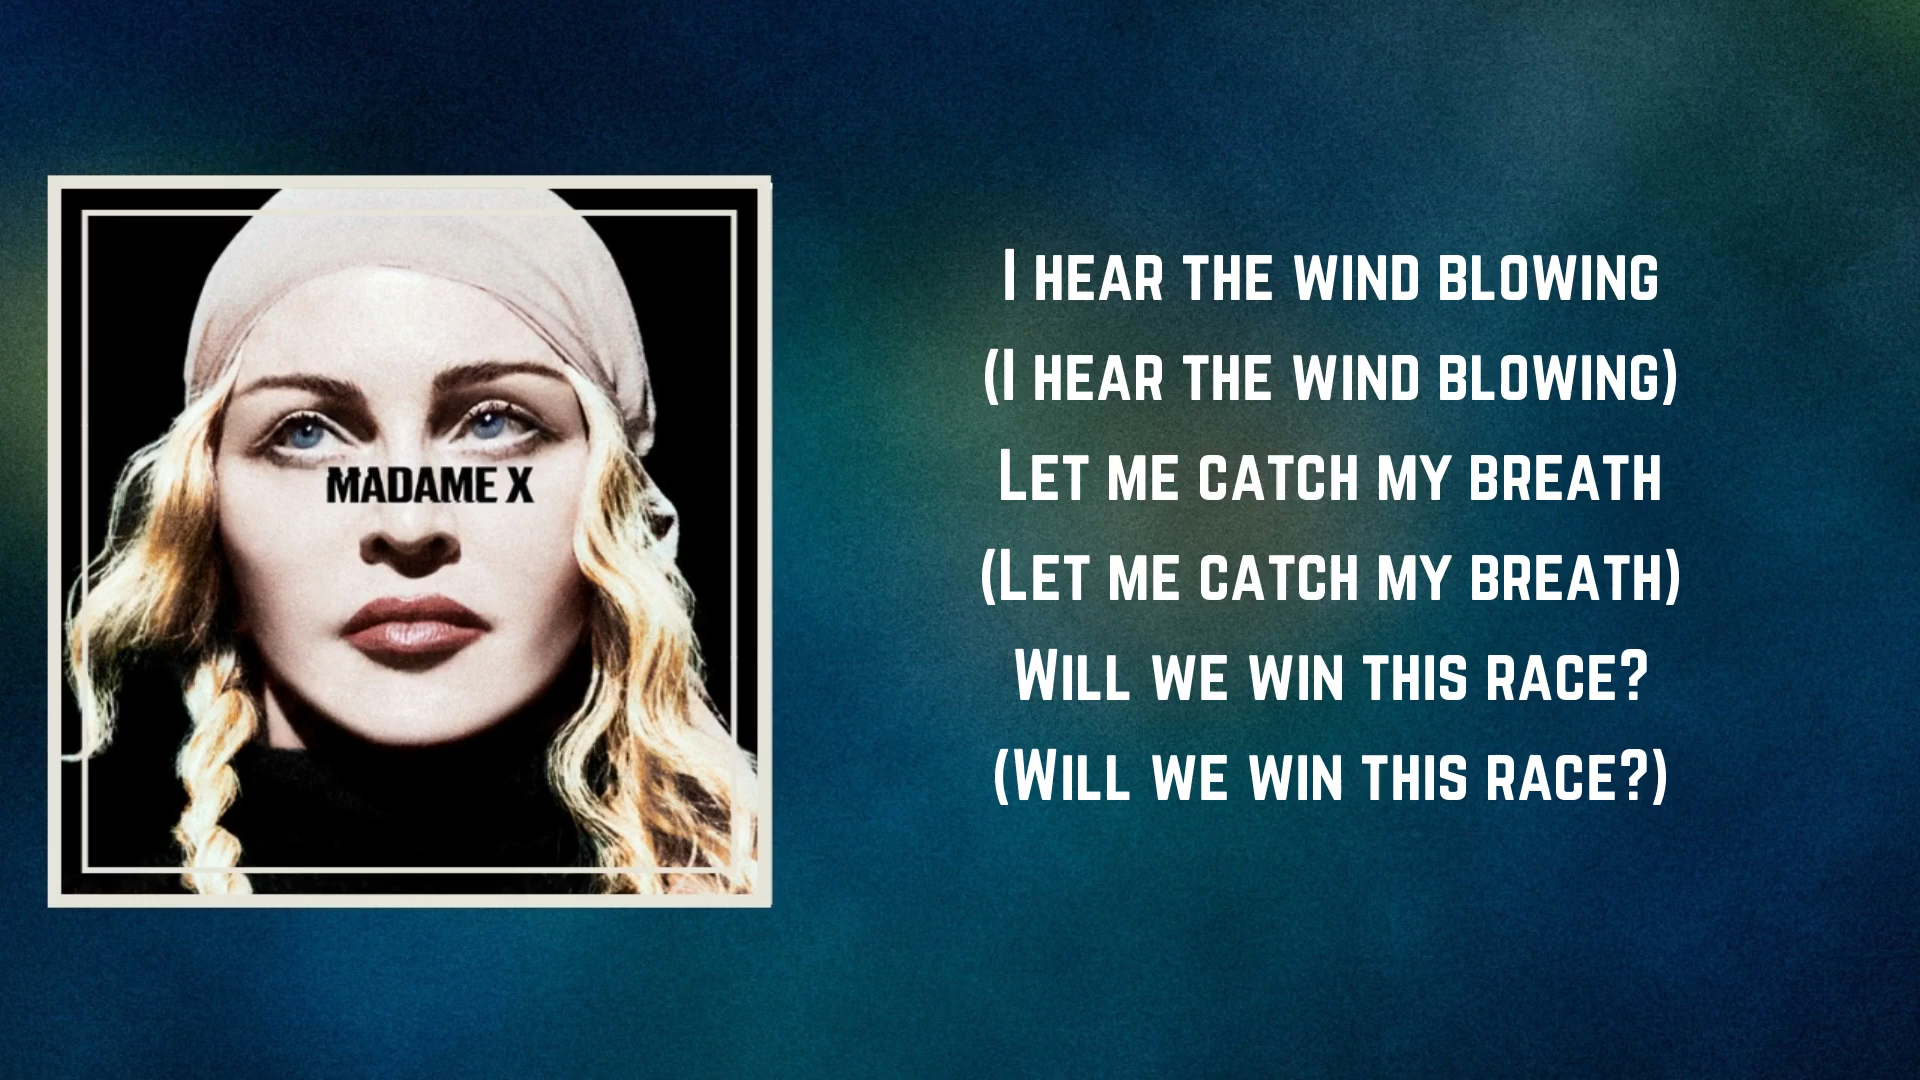 MADAME X
I HEAR THE WIND BLOWING
(I HEAR THE WIND BLOWING)
LET ME CATCH MY BREATH
(LET ME CATCH MY BREATH)
WILL WE WIN THIS RACE?
(WILL WE WIN THIS RACE?)